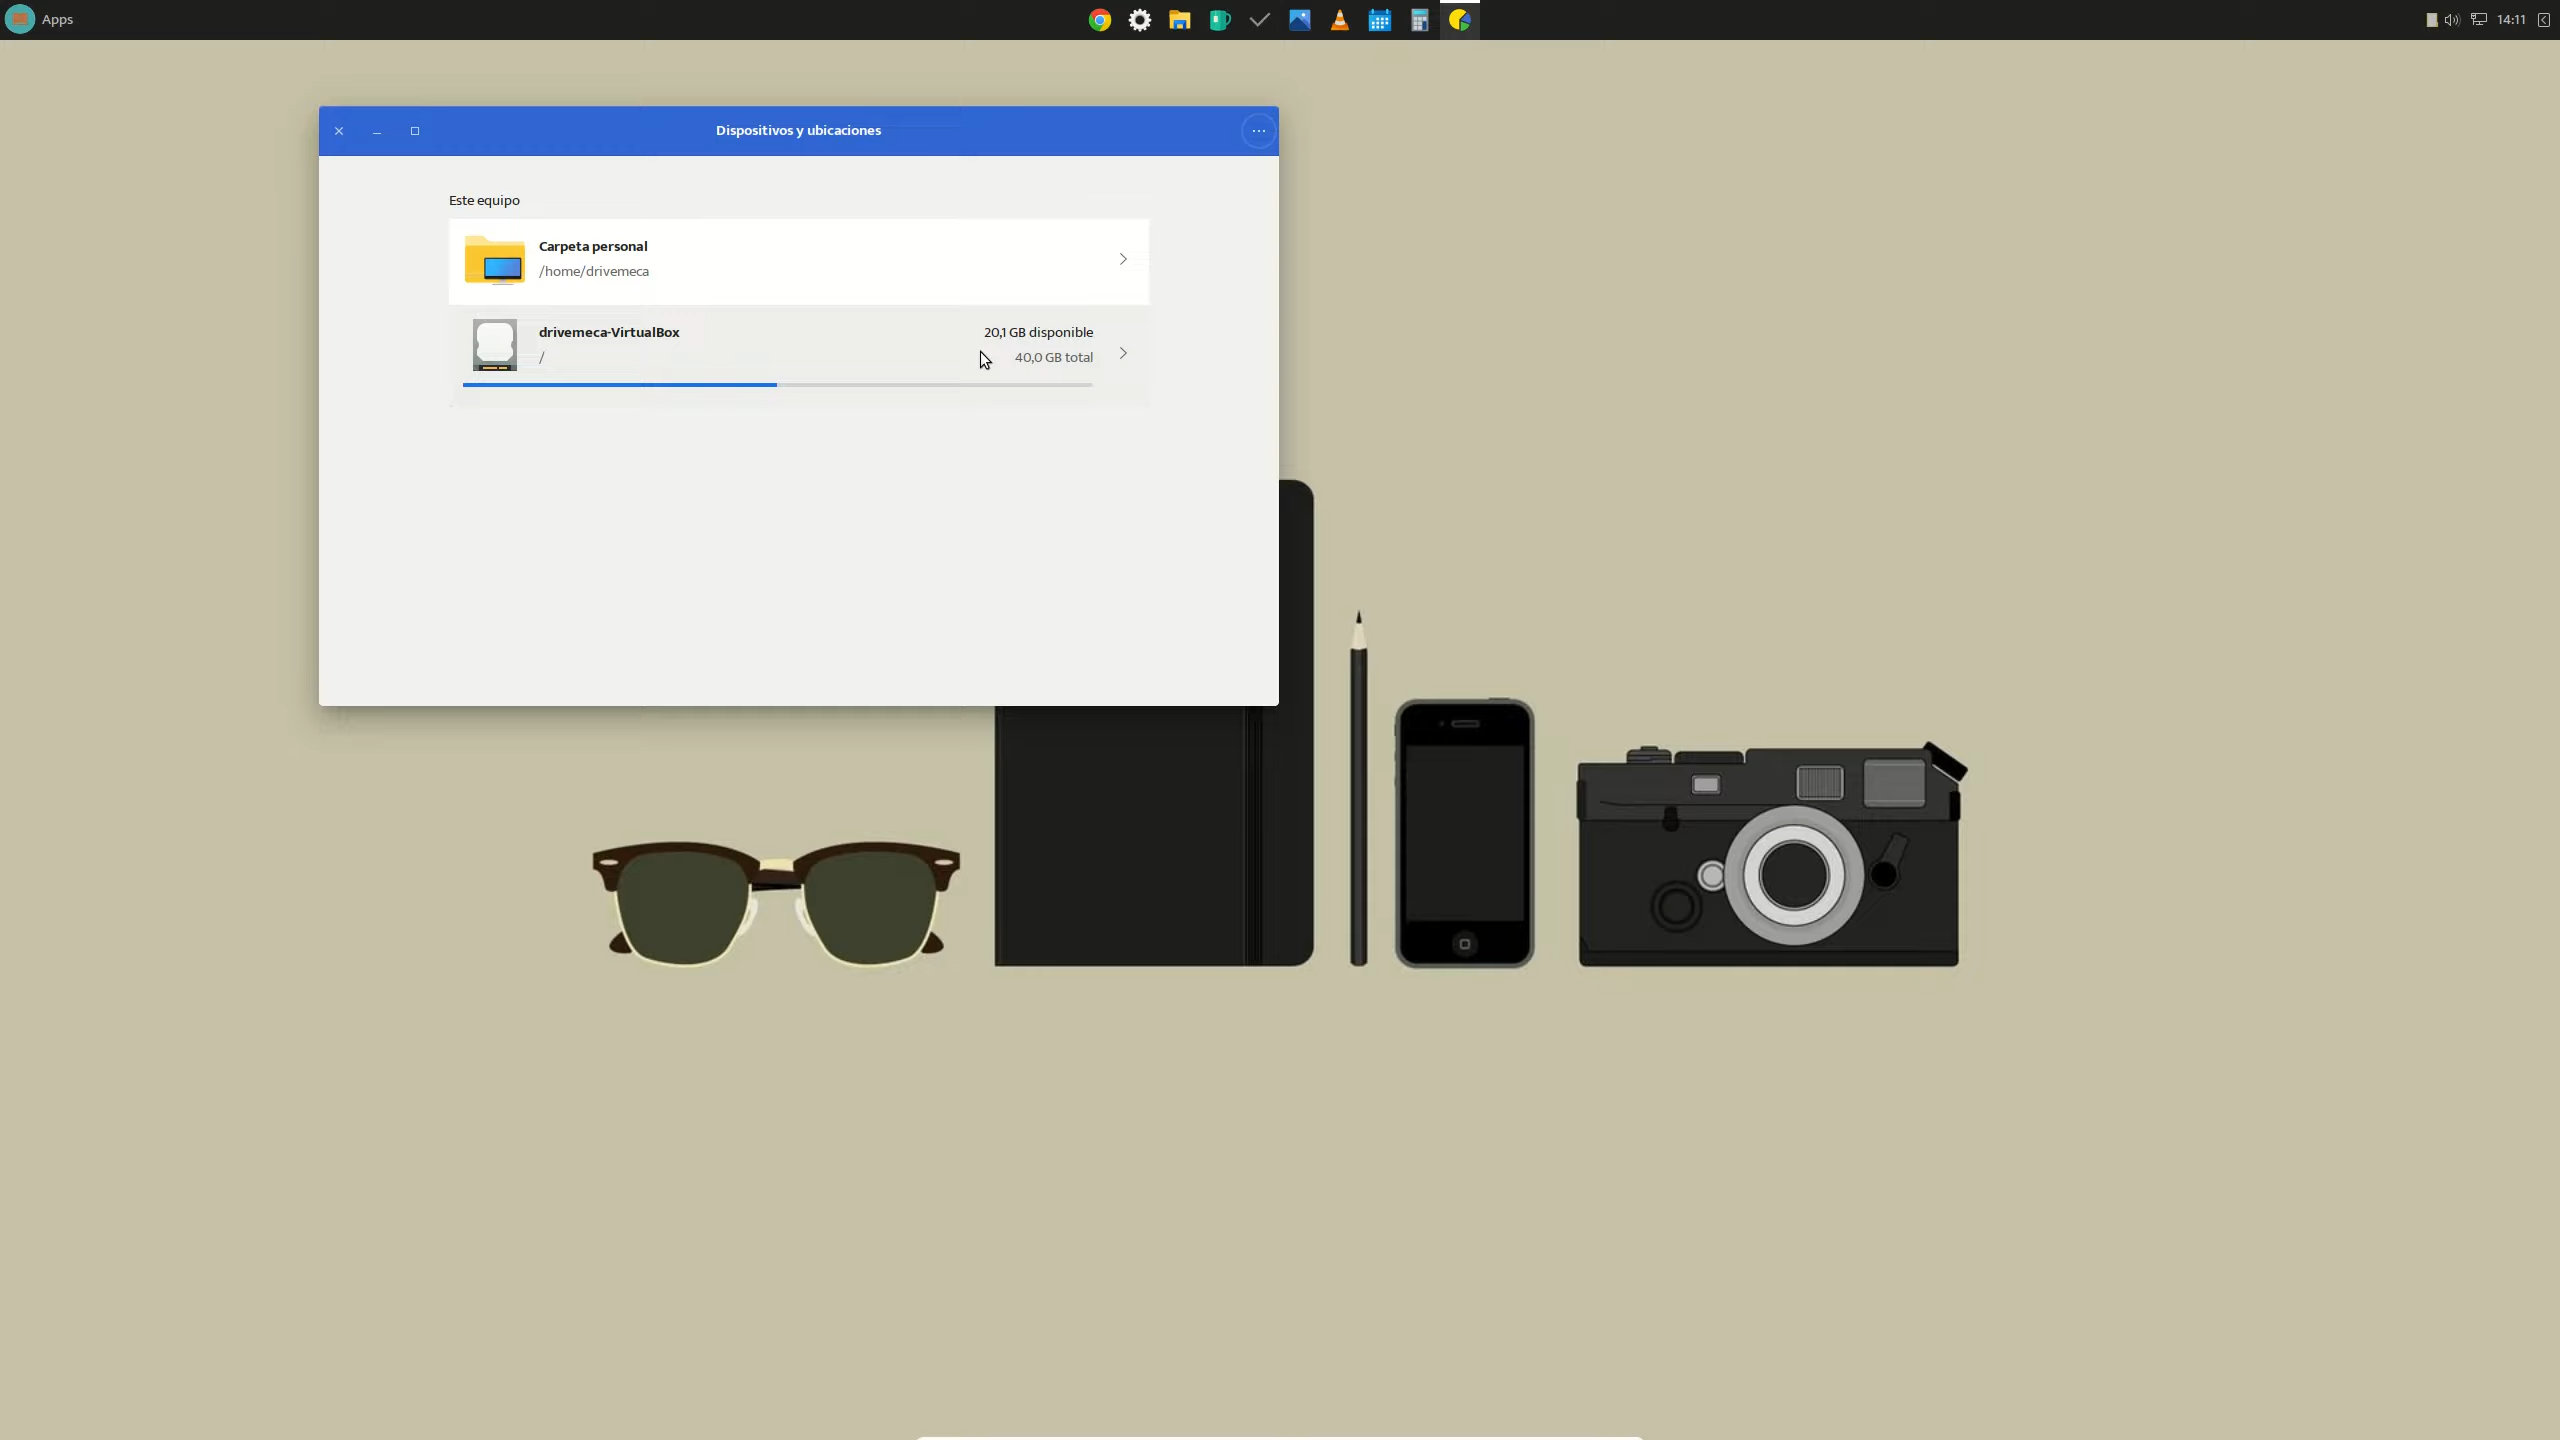 Apps
14:11
Dispositivos y ubicaciones
Este equipo
Carpeta personal
/home/drivemeca
drivemeca-VirtualBox
20,1 GB disponible
/
40,0 GB total